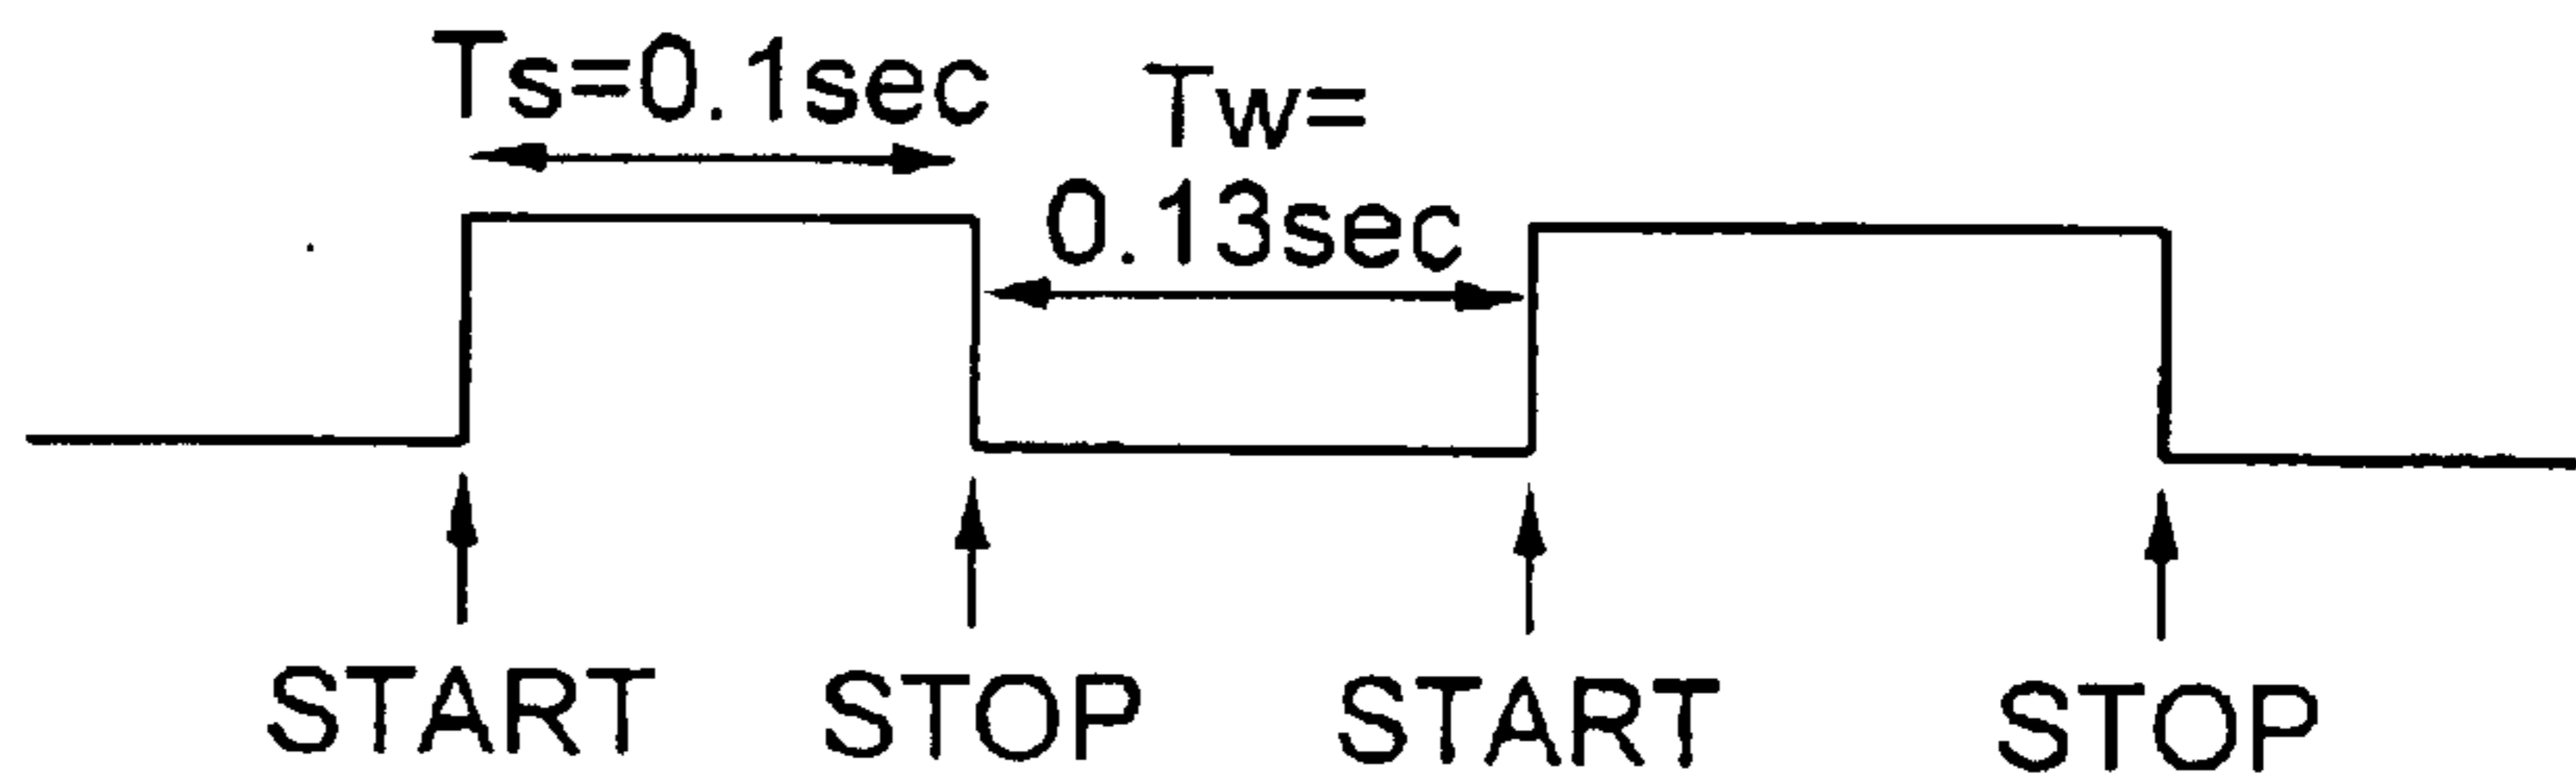 Ts=0.1sec
Tw=
0.13sec
START
STOP
START
STOP